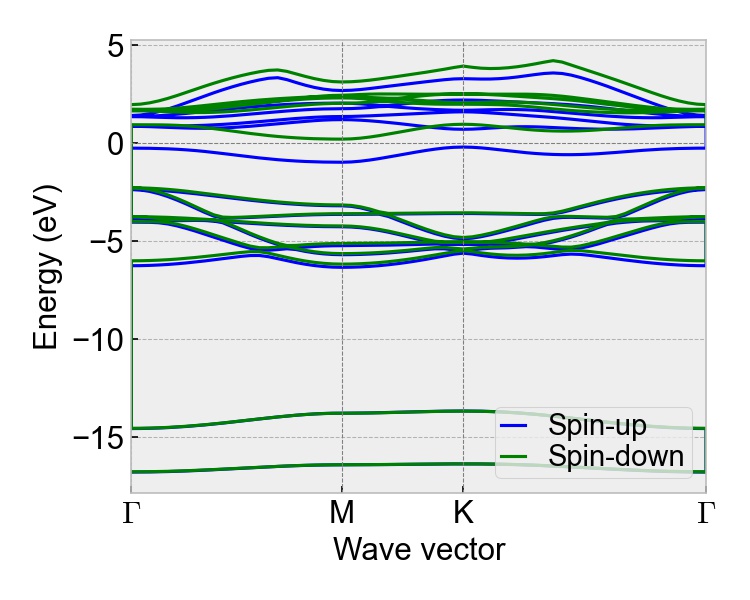 5
0
−5
−10
−15
Energy (eV)
Spin-up
Spin-down
Γ M K Γ
Wave vector